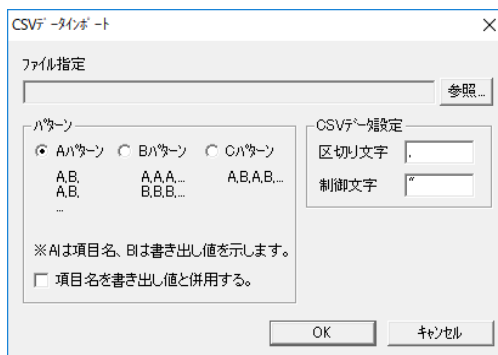 CSVﾃﾞｰﾀｲﾝﾎﾟｰﾄ
ﾌｧｲﾙ指定
参照...
ﾊﾟﾀｰﾝ
Aﾊﾟﾀｰﾝ Bﾊﾟﾀｰﾝ Cﾊﾟﾀｰﾝ
A,B, A,A,A,... A,B,A,B,...
A,B, B,B,B,...
...
※Aは項目名、Bは書き出し値を示します。
項目名を書き出し値と併用する。
CSVﾃﾞｰﾀ設定
区切り文字 ,
制御文字 "
OK ｷｬﾝｾﾙ